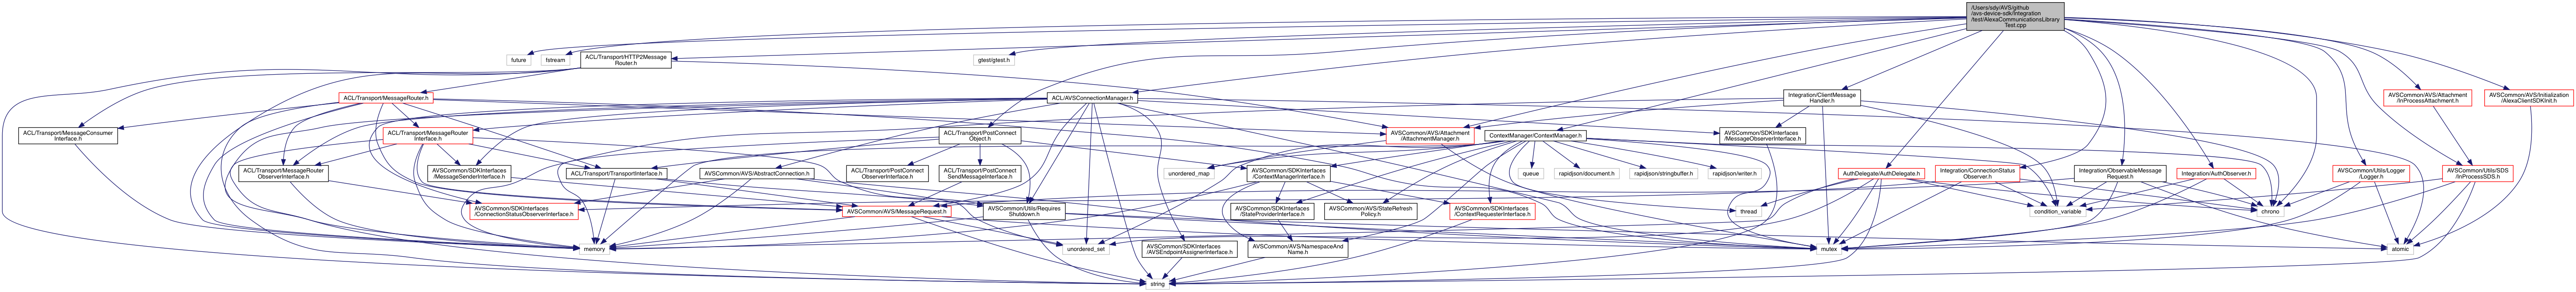 /Users/sdy/AVS/github
/avs-device-sdk/Integration
/test/AlexaCommunicationsLibrary
Test.cpp
future
fstream
ACL/Transport/HTTP2Message
Router.h
gtest/gtest.h
ACL/Transport/MessageRouter.h
ACL/AVSConnectionManager.h
Integration/ClientMessage
Handler.h
AVSCommon/AVS/Attachment
/InProcessAttachment.h
AVSCommon/AVS/Initialization
/AlexaClientSDKInit.h
ACL/Transport/MessageConsumer
Interface.h
ACL/Transport/MessageRouter
Interface.h
ACL/Transport/PostConnect
Object.h
AVSCommon/AVS/Attachment
/AttachmentManager.h
ContextManager/ContextManager.h
AVSCommon/SDKInterfaces
/MessageObserverInterface.h
ACL/Transport/MessageRouter
ObserverInterface.h
AVSCommon/SDKInterfaces
/MessageSenderInterface.h
ACL/Transport/TransportInterface.h
AVSCommon/AVS/AbstractConnection.h
ACL/Transport/PostConnect
ObserverInterface.h
ACL/Transport/PostConnect
SendMessageInterface.h
unordered_map
AVSCommon/SDKInterfaces
/ContextManagerInterface.h
queue
rapidjson/document.h
rapidjson/stringbuffer.h
rapidjson/writer.h
AuthDelegate/AuthDelegate.h
Integration/ConnectionStatus
Observer.h
Integration/ObservableMessage
Request.h
Integration/AuthObserver.h
AVSCommon/Utils/Logger
/Logger.h
AVSCommon/Utils/SDS
/InProcessSDS.h
AVSCommon/SDKInterfaces
/ConnectionStatusObserverInterface.h
AVSCommon/AVS/MessageRequest.h
AVSCommon/Utils/Requires
Shutdown.h
AVSCommon/SDKInterfaces
/StateProviderInterface.h
AVSCommon/AVS/StateRefresh
Policy.h
AVSCommon/SDKInterfaces
/ContextRequesterInterface.h
thread
condition_variable
chrono
memory
unordered_set
AVSCommon/SDKInterfaces
/AVSEndpointAssignerInterface.h
AVSCommon/AVS/NamespaceAnd
Name.h
mutex
atomic
string